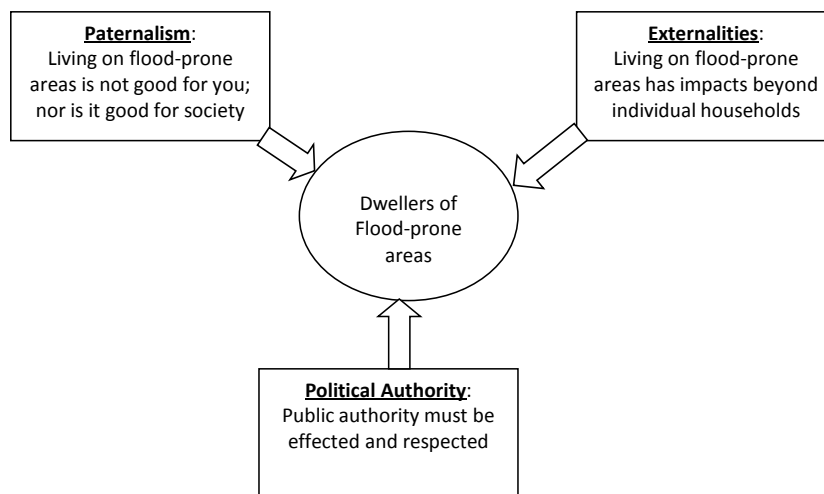 Paternalism:
Living on flood-prone
areas is not good for you;
nor is it good for society
Externalities:
Living on flood-prone
areas has impacts beyond
individual households
Dwellers of
Flood-prone
areas
Political Authority:
Public authority must be
effected and respected